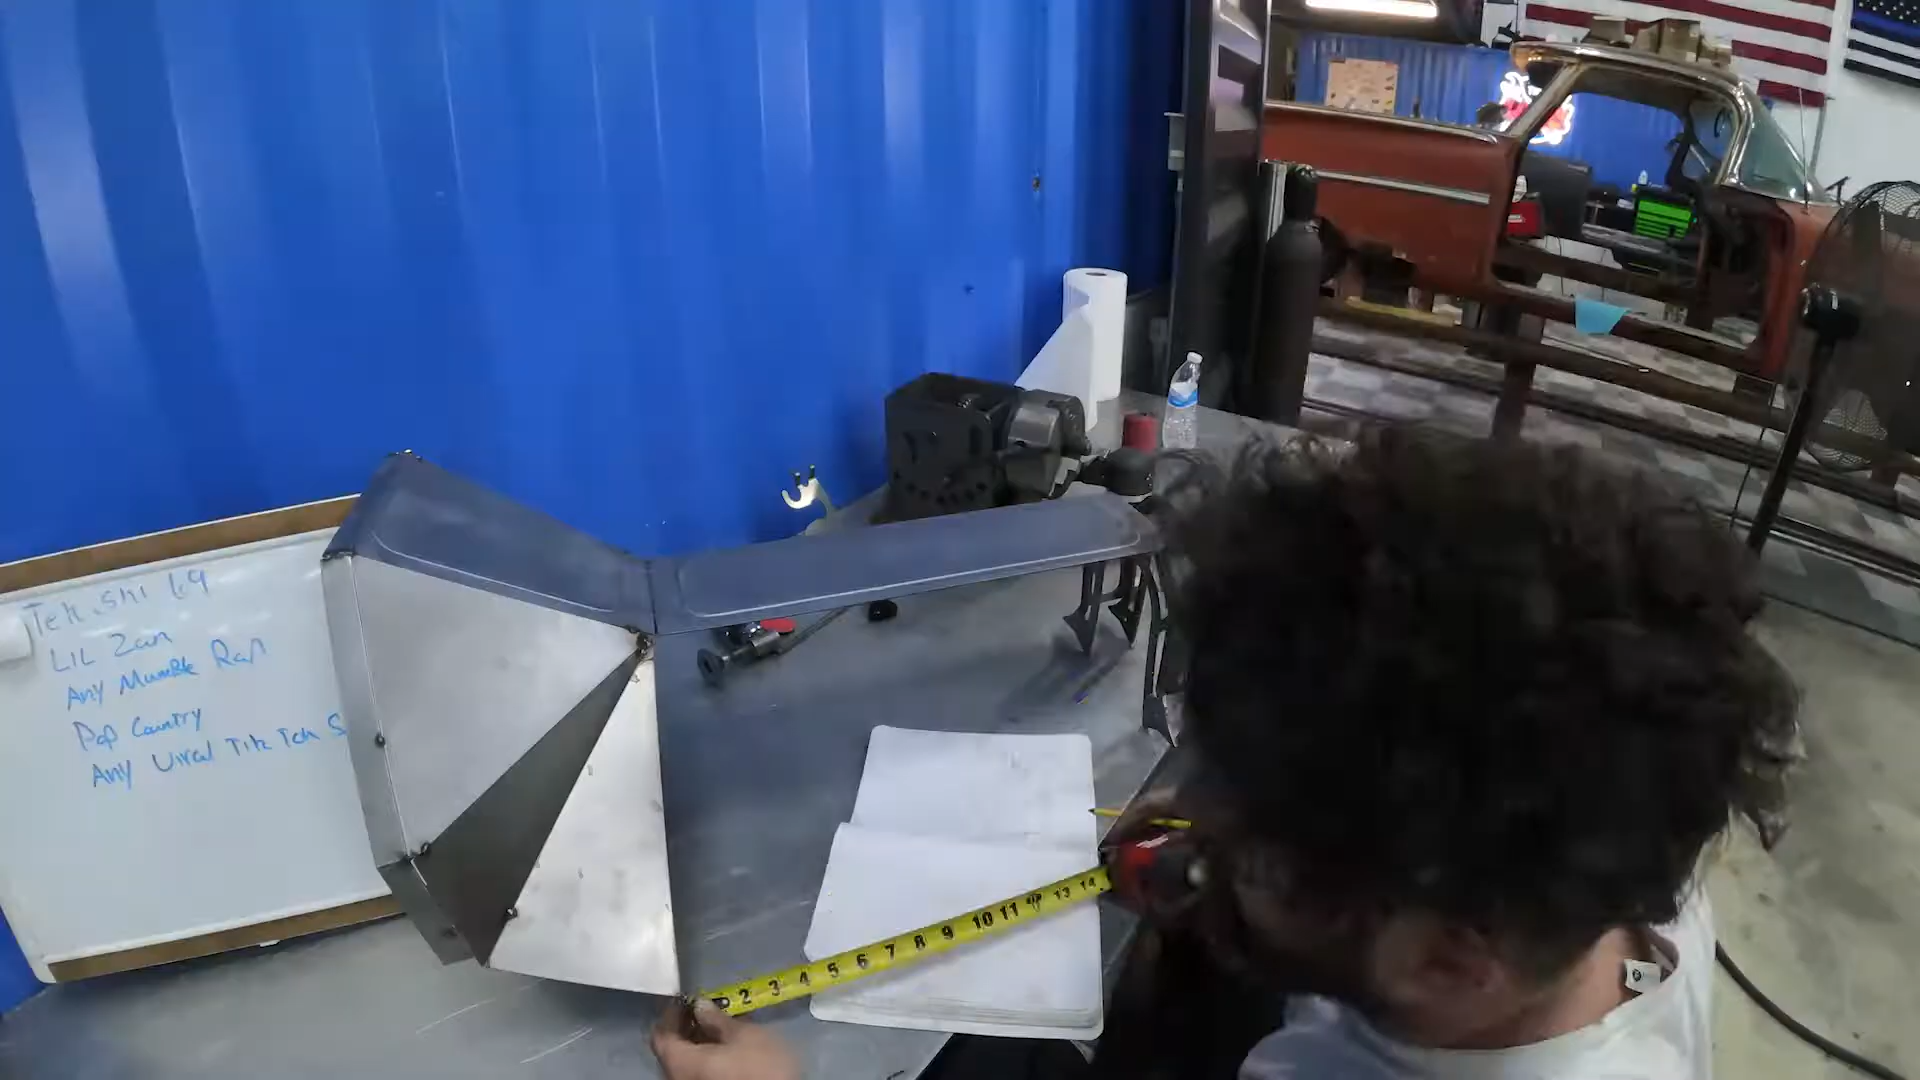 Tek.shi 69
LIL Zan
Any Mumble Rap
Pop Country
Any Viral Tik Tok S
2 3 4 5 6 7 8 9 10 11 13 14